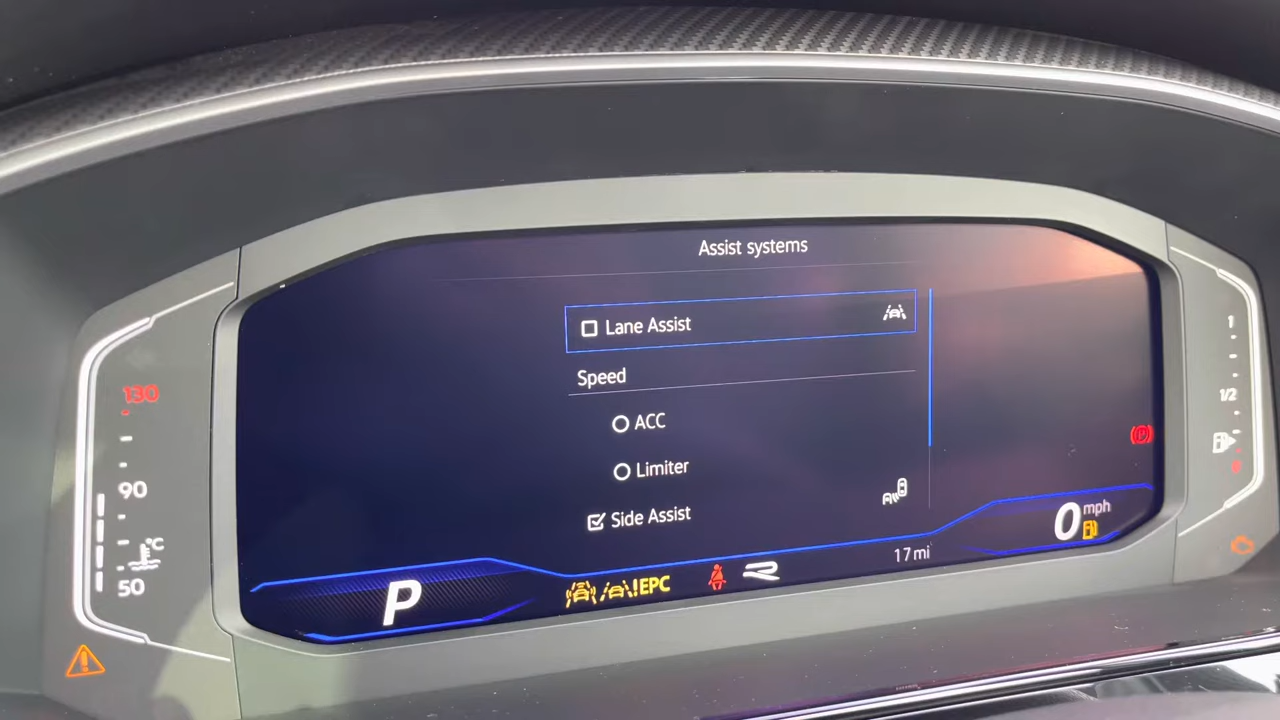 Assist systems
Lane Assist
Speed
ACC
Limiter
Side Assist
130
90
°C
50
1
1/2
0
0 mph
17 mi
P
! EPC
R